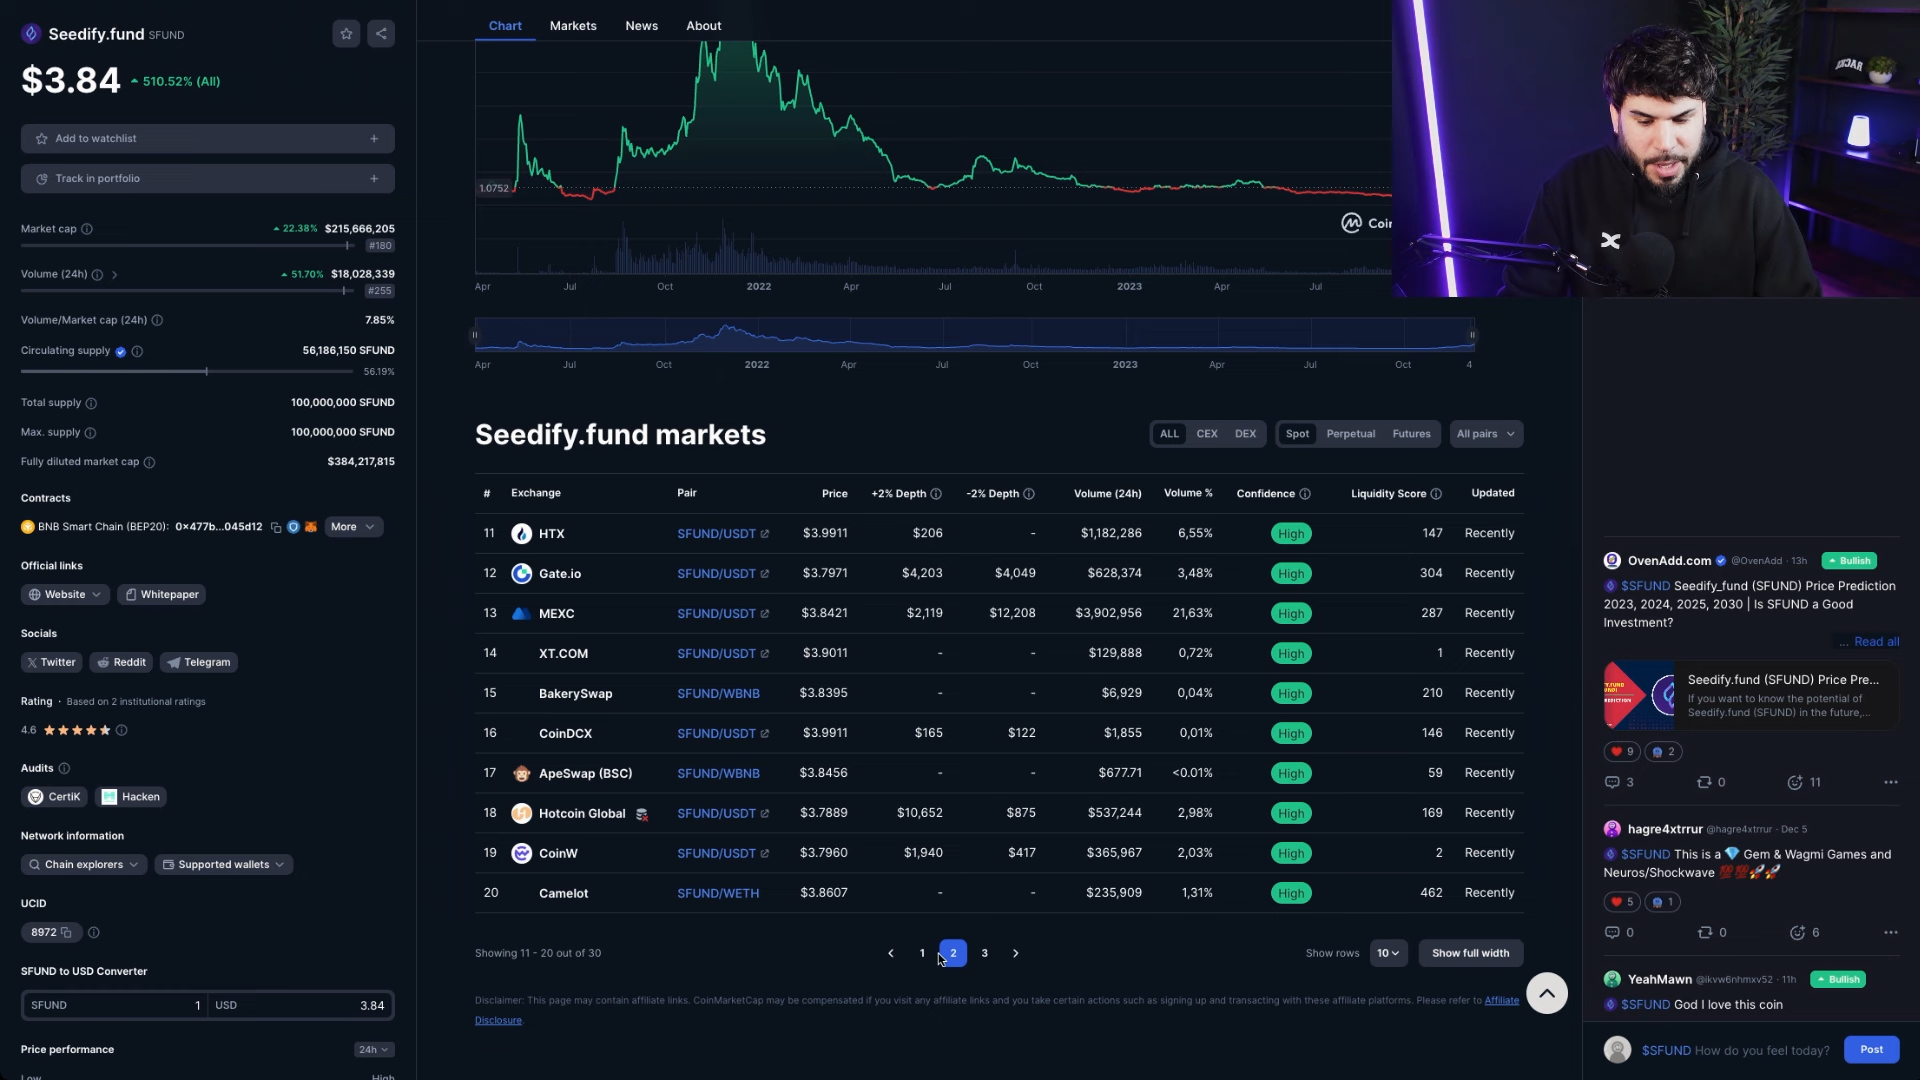 Seedify.fund SFUND
$3.84 510.52% (All)
Add to watchlist +
Track in portfolio +
Market cap 22.38% $215,666,205
#180
Volume (24h) 51.70% $18,028,339
#255
Volume/Market cap (24h) 7.85%
Circulating supply 56,186,150 SFUND
56.19%
Total supply 100,000,000 SFUND
Max. supply 100,000,000 SFUND
Fully diluted market cap $384,217,815
Contracts
BNB Smart Chain (BEP20): 0x477b...045d12 More
Official links
Website Whitepaper
Socials
Twitter Reddit Telegram
Rating · Based on 2 institutional ratings
4.6
Audits
CertiK Hacken
Network information
Chain explorers Supported wallets
UCID
8972
SFUND to USD Converter
SFUND 1 USD 3.84
Price performance 24h
Low High
Chart Markets News About
1.0752
Coin
Apr Jul Oct 2022 Apr Jul Oct 2023 Apr Jul
Apr Jul Oct 2022 Apr Jul Oct 2023 Apr Jul Oct 4
Seedify.fund markets
ALL CEX DEX Spot Perpetual Futures All pairs
# Exchange Pair Price +2% Depth -2% Depth Volume (24h) Volume % Confidence Liquidity Score Updated
11 HTX SFUND/USDT $3.9911 $206 - $1,182,286 6,55% High 147 Recently
12 Gate.io SFUND/USDT $3.7971 $4,203 $4,049 $628,374 3,48% High 304 Recently
13 MEXC SFUND/USDT $3.8421 $2,119 $12,208 $3,902,956 21,63% High 287 Recently
14 XT.COM SFUND/USDT $3.9011 - - $129,888 0,72% High 1 Recently
15 BakerySwap SFUND/WBNB $3.8395 - - $6,929 0,04% High 210 Recently
16 CoinDCX SFUND/USDT $3.9911 $165 $122 $1,855 0,01% High 146 Recently
17 ApeSwap (BSC) SFUND/WBNB $3.8456 - - $677.71 <0.01% High 59 Recently
18 Hotcoin Global SFUND/USDT $3.7889 $10,652 $875 $537,244 2,98% High 169 Recently
19 CoinW SFUND/USDT $3.7960 $1,940 $417 $365,967 2,03% High 2 Recently
20 Camelot SFUND/WETH $3.8607 - - $235,909 1,31% High 462 Recently
Showing 11 - 20 out of 30 < 1 2 3 > Show rows 10 Show full width
Disclaimer: This page may contain affiliate links. CoinMarketCap may be compensated if you visit any affiliate links and you take certain actions such as signing up and transacting with these affiliate platforms. Please refer to Affiliate
Disclosure.
OvenAdd.com @OvenAdd · 13h Bullish
$SFUND Seedify_fund (SFUND) Price Prediction
2023, 2024, 2025, 2030 | Is SFUND a Good
Investment?
... Read all
Seedify.fund (SFUND) Price Pre...
If you want to know the potential of
Seedify.fund (SFUND) in the future,...
9 2
3 0 11
hagre4xtrrur @hagre4xtrrur · Dec 5
$SFUND This is a 💎 Gem & Wagmi Games and
Neuros/Shockwave 💯💯🚀🚀
5 1
0 0 6
YeahMawn @ikvw6nhmxv52 · 11h Bullish
$SFUND God I love this coin
$SFUND How do you feel today? Post